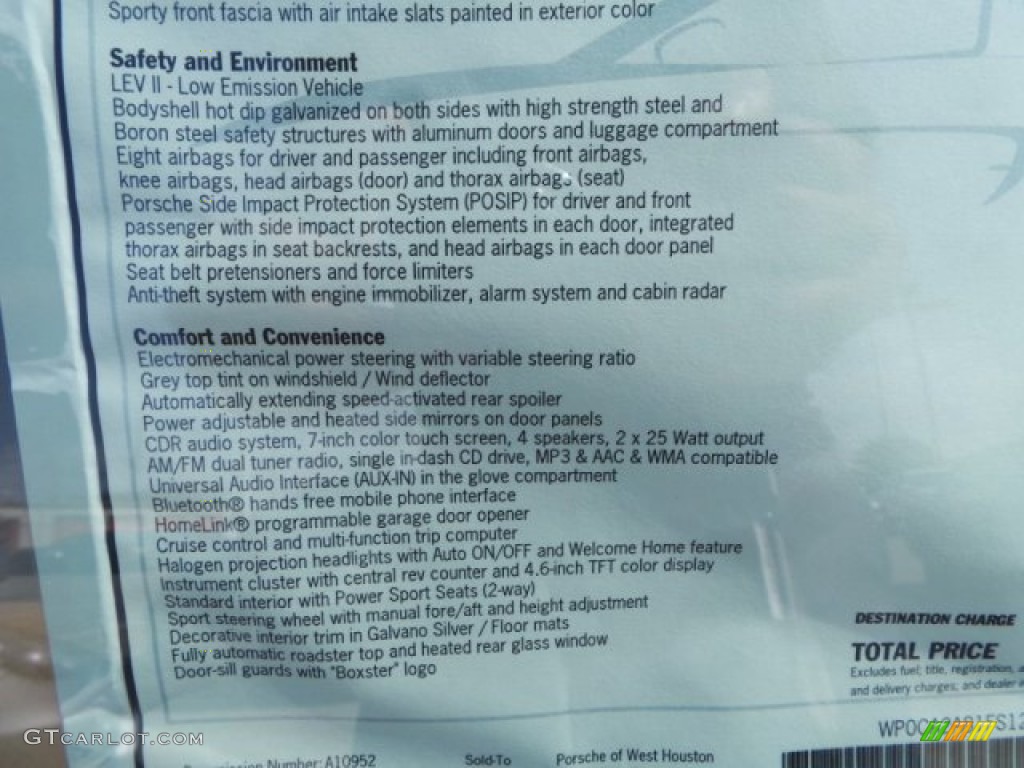 Sporty front fascia with air intake slats painted in exterior color
Safety and Environment
LEV II - Low Emission Vehicle
Bodyshell hot dip galvanized on both sides with high strength steel and
Boron steel safety structures with aluminum doors and luggage compartment
Eight airbags for driver and passenger including front airbags,
knee airbags, head airbags (door) and thorax airbags (seat)
Porsche Side Impact Protection System (POSIP) for driver and front
passenger with side impact protection elements in each door, integrated
thorax airbags in seat backrests, and head airbags in each door panel
Seat belt pretensioners and force limiters
Anti-theft system with engine immobilizer, alarm system and cabin radar
Comfort and Convenience
Electromechanical power steering with variable steering ratio
Grey top tint on windshield / Wind deflector
Automatically extending speed-activated rear spoiler
Power adjustable and heated side mirrors on door panels
CDR audio system, 7-inch color touch screen, 4 speakers, 2 x 25 Watt output
AM/FM dual tuner radio, single in-dash CD drive, MP3 & AAC & WMA compatible
Universal Audio Interface (AUX-IN) in the glove compartment
Bluetooth® hands free mobile phone interface
HomeLink® programmable garage door opener
Cruise control and multi-function trip computer
Halogen projection headlights with Auto ON/OFF and Welcome Home feature
Instrument cluster with central rev counter and 4.6-inch TFT color display
Standard interior with Power Sport Seats (2-way)
Sport steering wheel with manual fore/aft and height adjustment
Decorative interior trim in Galvano Silver / Floor mats
Fully automatic roadster top and heated rear glass window
Door-sill guards with "Boxster" logo
DESTINATION CHARGE
TOTAL PRICE
Excludes fuel, title, registration,
and delivery charges, and dealer
Number: A10952
Sold-To
Porsche of West Houston
GTCARLOT.COM